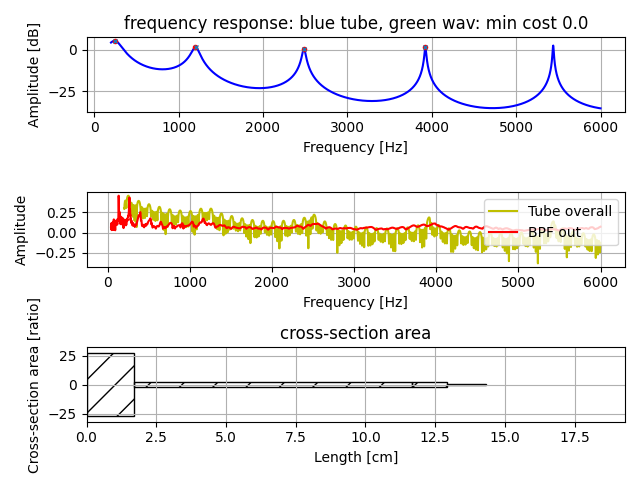 frequency response: blue tube, green wav: min cost 0.0
Amplitude [dB]
0
−25
0 1000 2000 3000 4000 5000 6000
Frequency [Hz]
Amplitude
0.25
0.00
−0.25
Tube overall
BPF out
0 1000 2000 3000 4000 5000 6000
Frequency [Hz]
cross-section area
Cross-section area [ratio]
25
0
−25
0.0 2.5 5.0 7.5 10.0 12.5 15.0 17.5
Length [cm]